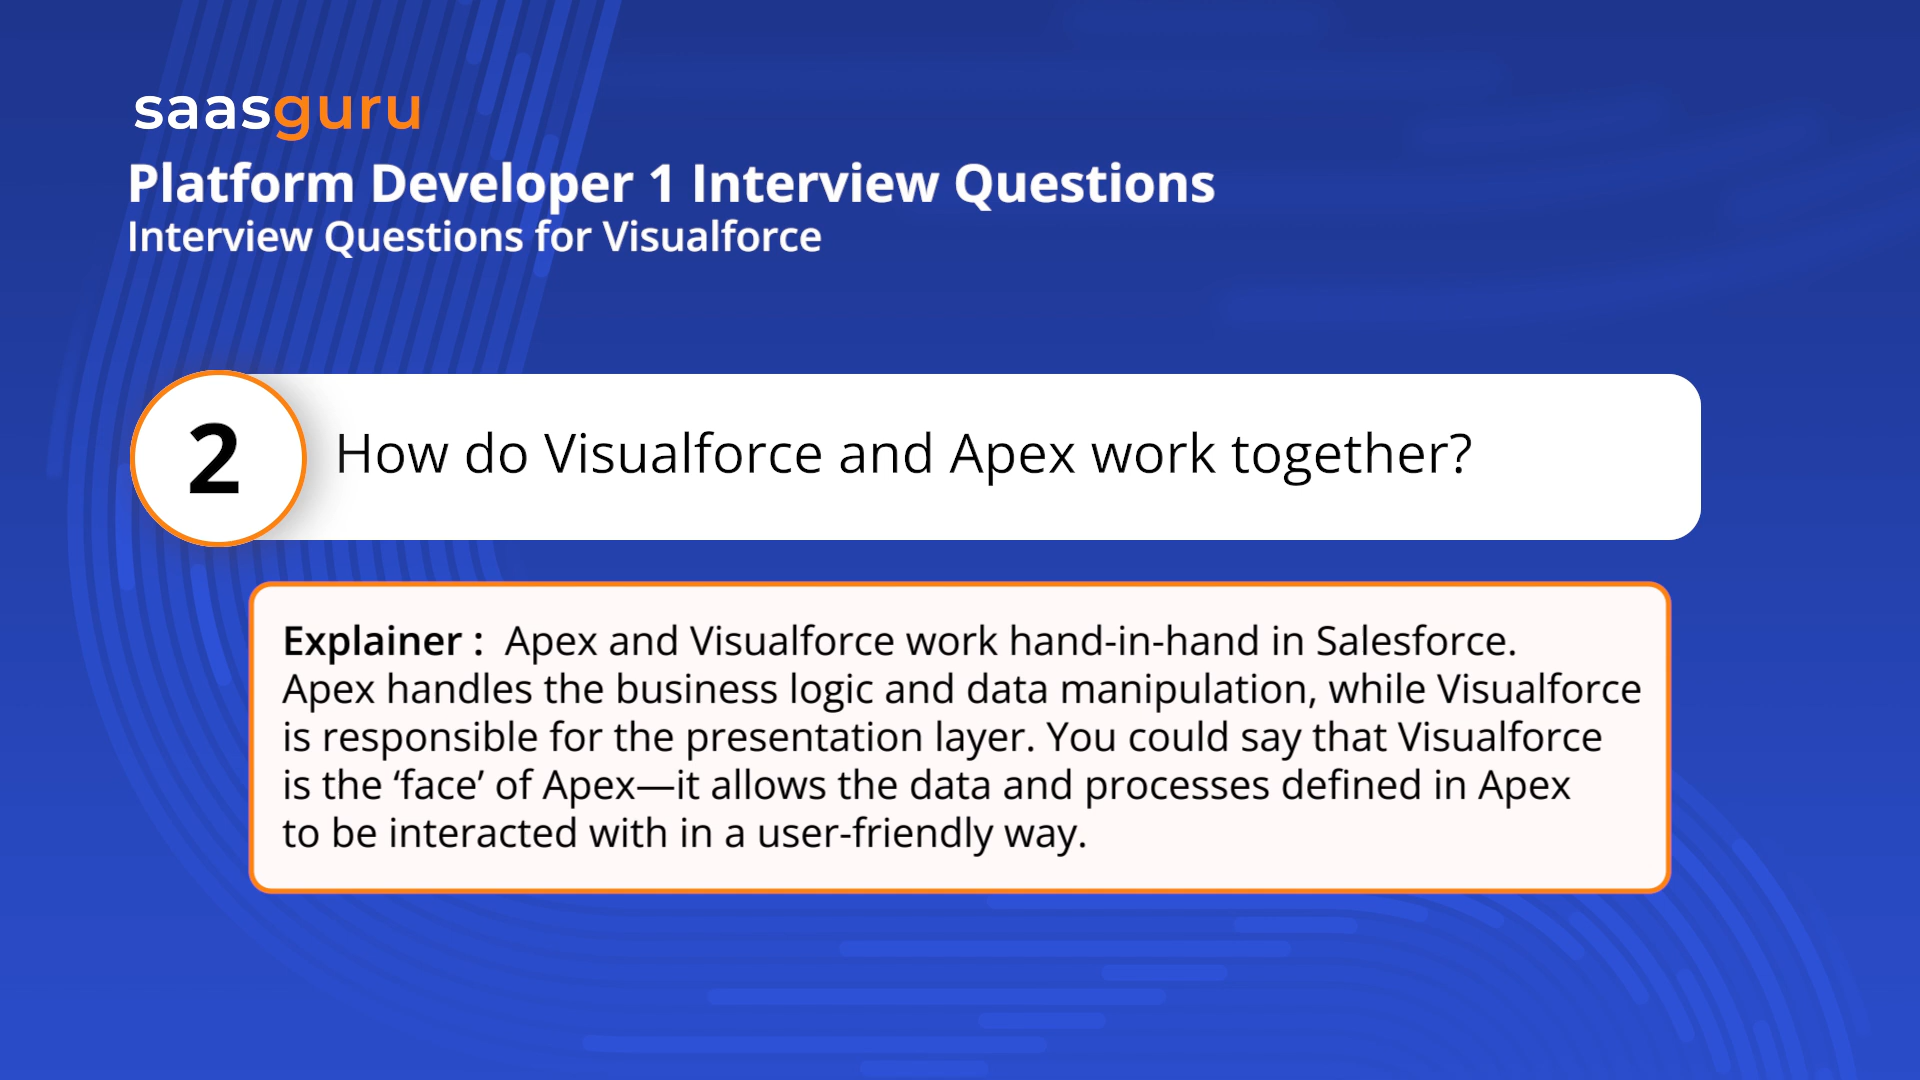 saasguru
Platform Developer 1 Interview Questions
Interview Questions for Visualforce
2
How do Visualforce and Apex work together?
Explainer : Apex and Visualforce work hand-in-hand in Salesforce.
Apex handles the business logic and data manipulation, while Visualforce
is responsible for the presentation layer. You could say that Visualforce
is the ‘face’ of Apex—it allows the data and processes defined in Apex
to be interacted with in a user-friendly way.